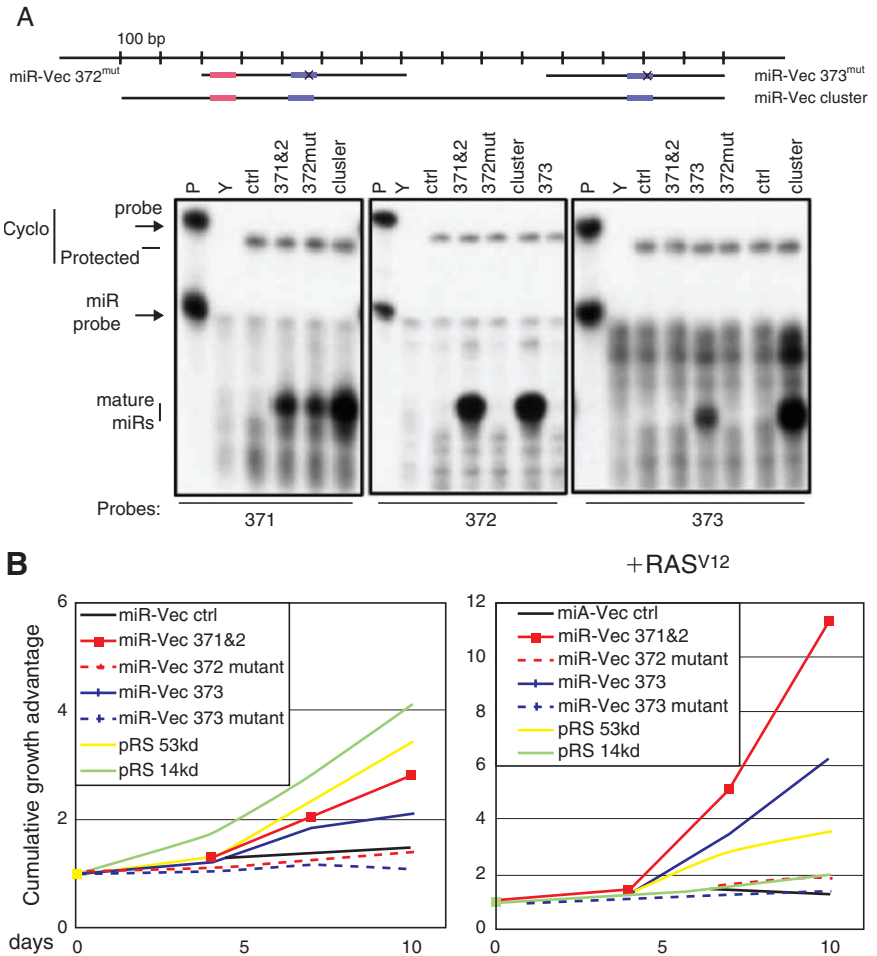 A
100 bp
miR-Vec 372mut
miR-Vec 373mut
miR-Vec cluster
P Y ctrl 371&2 372mut clusler
P Y ctrl 371&2 372mut cluster 373
P Y ctrl 371&2 373 372mut ctrl cluster
probe
Cyclo
Protected
miR
probe
mature
miRs
Probes:
371 372 373
B
+RASV12
Cumulative growth advantage
6
4
2
0
miR-Vec ctrl
miR-Vec 371&2
miR-Vec 372 mutant
miR-Vec 373
miR-Vec 373 mutant
pRS 53kd
pRS 14kd
days 0 5 10
12
10
8
6
4
2
0
miA-Vec ctrl
miR-Vec 371&2
miR-Vec 372 mutant
miR-Vec 373
miR-Vec 373 mutant
pRS 53kd
pRS 14kd
0 5 10